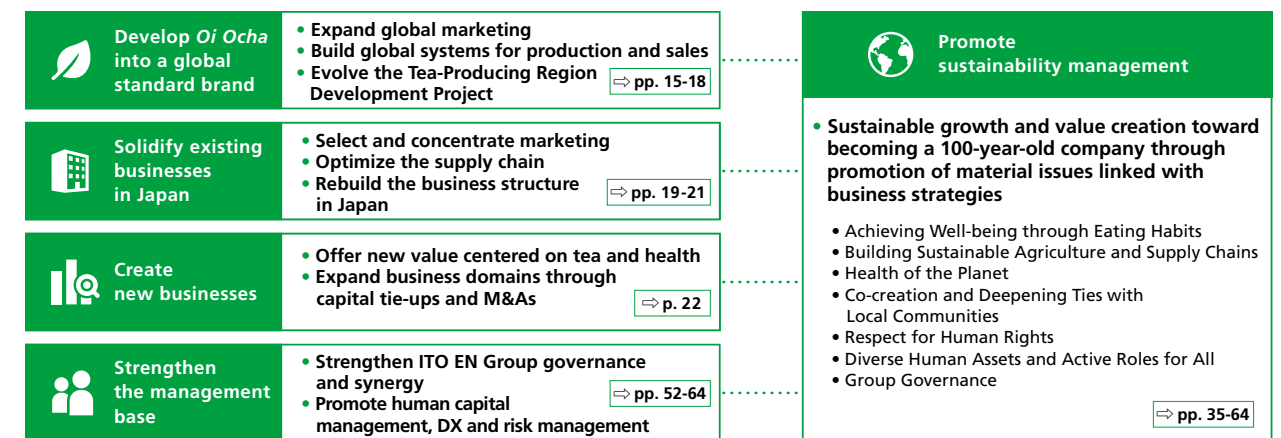 Develop Oi Ocha
into a global
standard brand
• Expand global marketing
• Build global systems for production and sales
• Evolve the Tea-Producing Region
Development Project
⇨ pp. 15-18
Solidify existing
businesses
in Japan
• Select and concentrate marketing
• Optimize the supply chain
• Rebuild the business structure
in Japan
⇨ pp. 19-21
Create
new businesses
• Offer new value centered on tea and health
• Expand business domains through
capital tie-ups and M&As
⇨ p. 22
Strengthen
the management
base
• Strengthen ITO EN Group governance
and synergy
• Promote human capital
management, DX and risk management
⇨ pp. 52-64
Promote
sustainability management
• Sustainable growth and value creation toward
becoming a 100-year-old company through
promotion of material issues linked with
business strategies
• Achieving Well-being through Eating Habits
• Building Sustainable Agriculture and Supply Chains
• Health of the Planet
• Co-creation and Deepening Ties with
Local Communities
• Respect for Human Rights
• Diverse Human Assets and Active Roles for All
• Group Governance
⇨ pp. 35-64